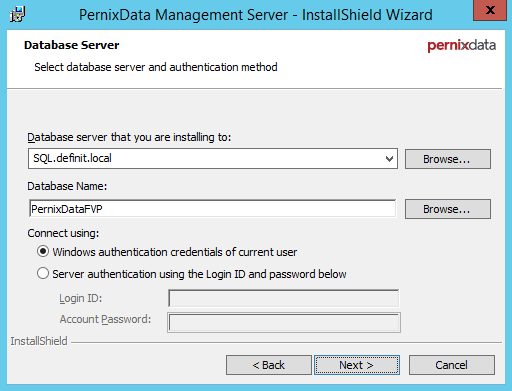 PernixData Management Server - InstallShield Wizard
x
Database Server
pernixdata
Select database server and authentication method
Database server that you are installing to:
SQL.definit.local
Browse...
Database Name:
PernixDataFVP
Browse...
Connect using:
Windows authentication credentials of current user
Server authentication using the Login ID and password below
Login ID:
Account Password:
InstallShield
< Back
Next >
Cancel